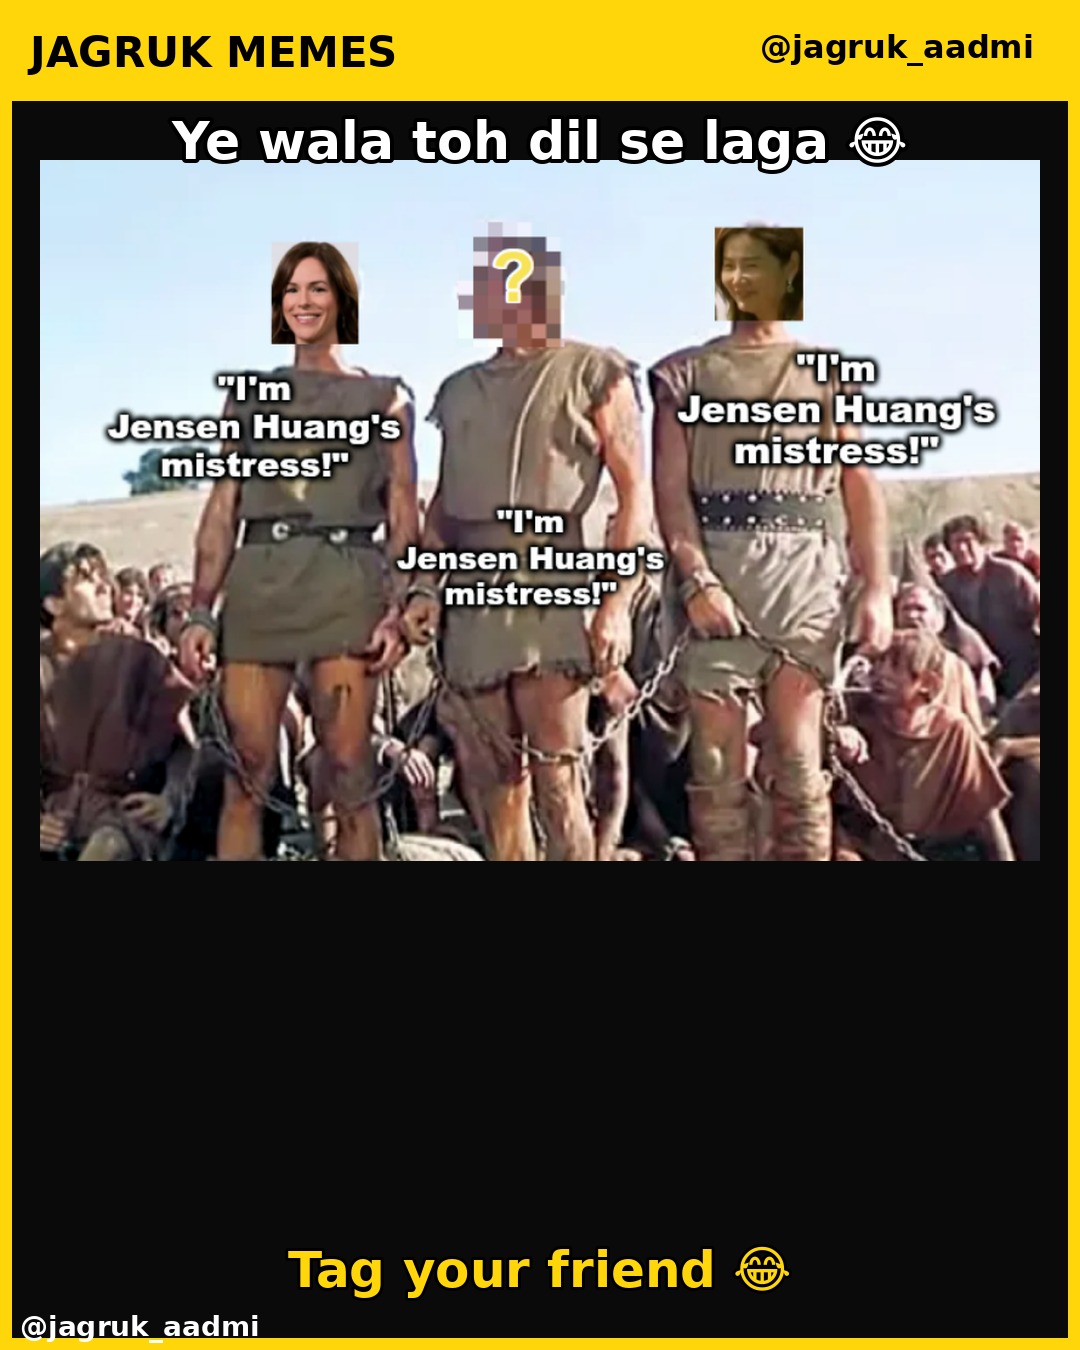 JAGRUK MEMES
@jagruk_aadmi
Ye wala toh dil se laga 😂
?
"I'm
Jensen Huang's
mistress!"
"I'm
Jensen Huang's
mistress!"
"I'm
Jensen Huang's
mistress!"
Tag your friend 😂
@jagruk_aadmi